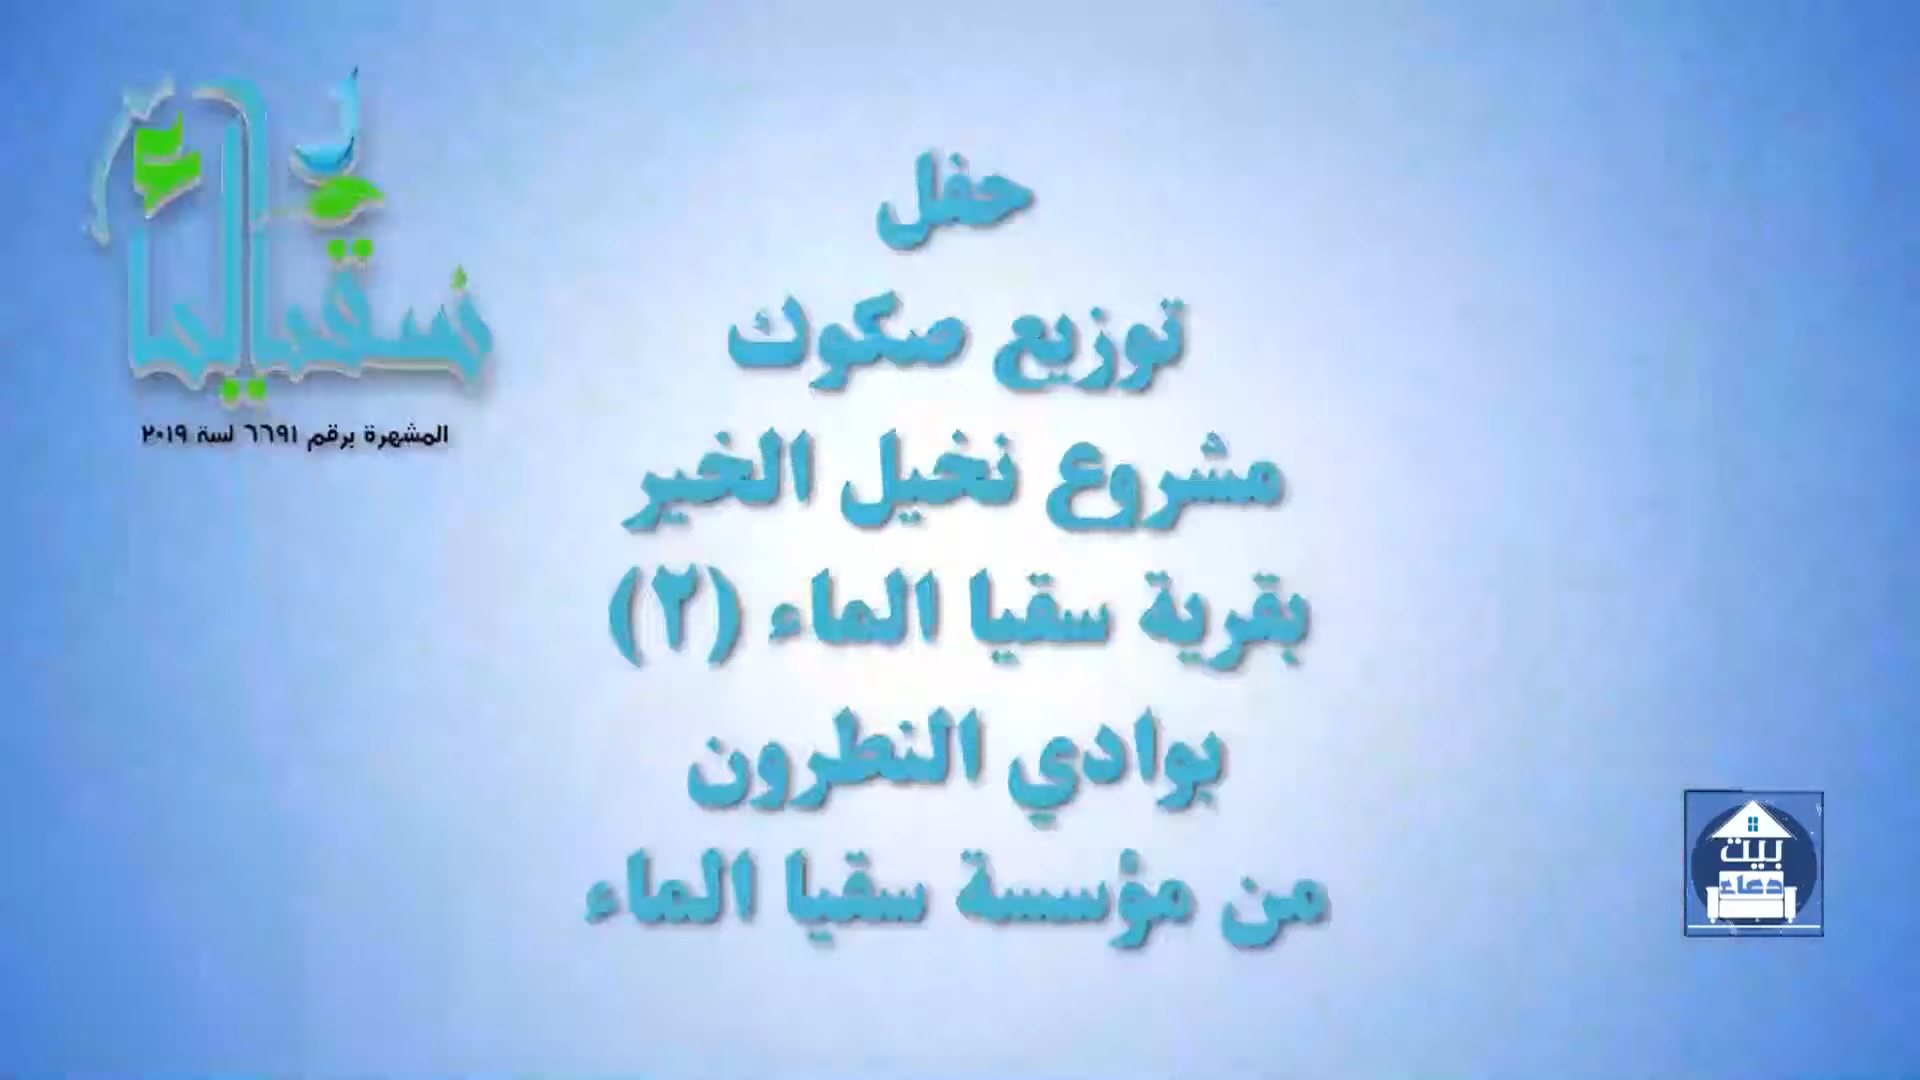 سقيا الماء
المشهرة برقم ٦٦٩١ لسنة ٢٠١٩
حفل
توزيع صكوك
مشروع نخيل الخير
بقرية سقيا الماء (٢)
بوادي النطرون
من مؤسسة سقيا الماء
بيت
دعاء